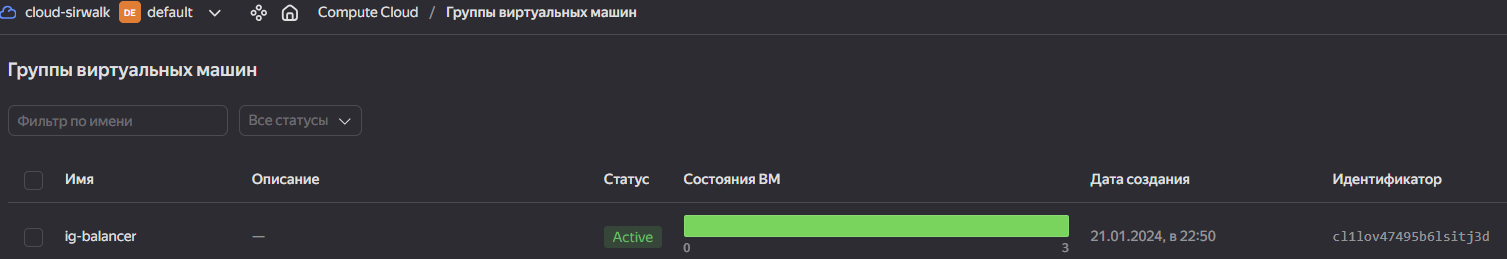 cloud-sirwalk DE default Compute Cloud / Группы виртуальных машин
Группы виртуальных машин
Фильтр по имени Все статусы
Имя Описание Статус Состояния ВМ Дата создания Идентификатор
ig-balancer — Active 0 3 21.01.2024, в 22:50 cl1lov47495b6lsitj3d